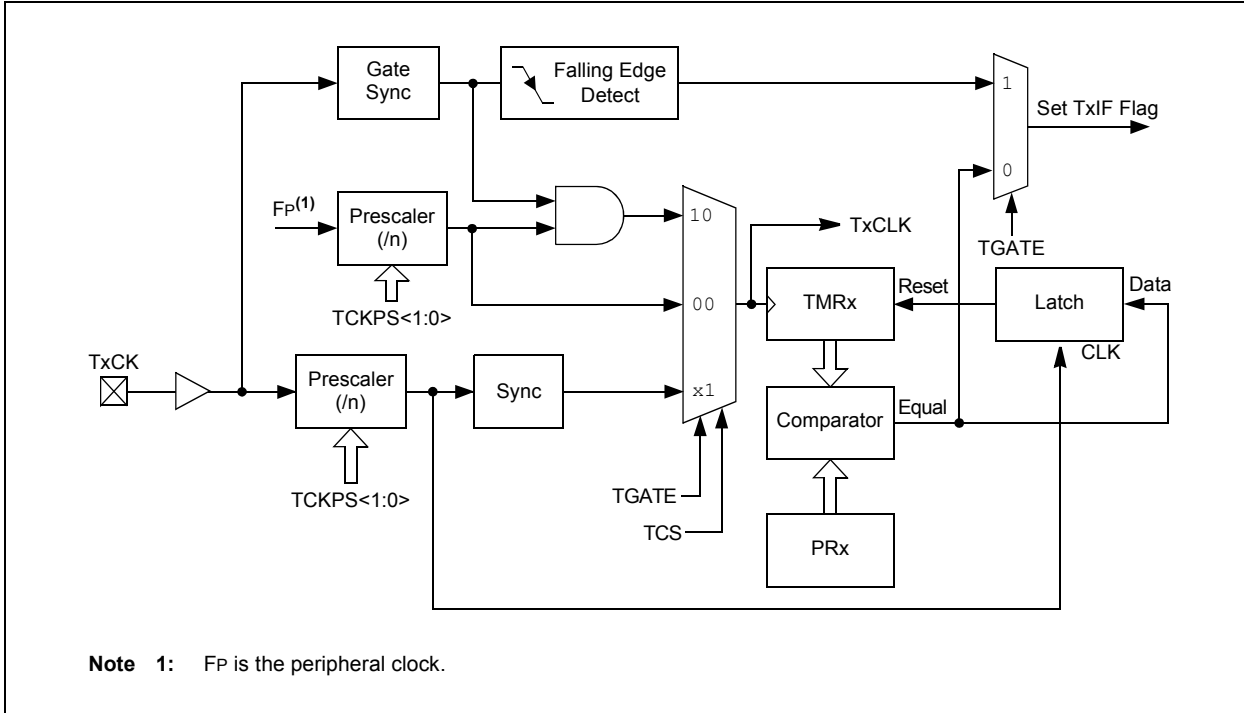 Gate
Sync
Falling Edge
Detect
1
Set TxIF Flag
0
TGATE
FP(1)
Prescaler
(/n)
TCKPS<1:0>
10
00
x1
TxCLK
TMRx
Reset
Latch
Data
CLK
TxCK
Prescaler
(/n)
TCKPS<1:0>
Sync
Comparator
Equal
TGATE
TCS
PRx
Note 1: FP is the peripheral clock.